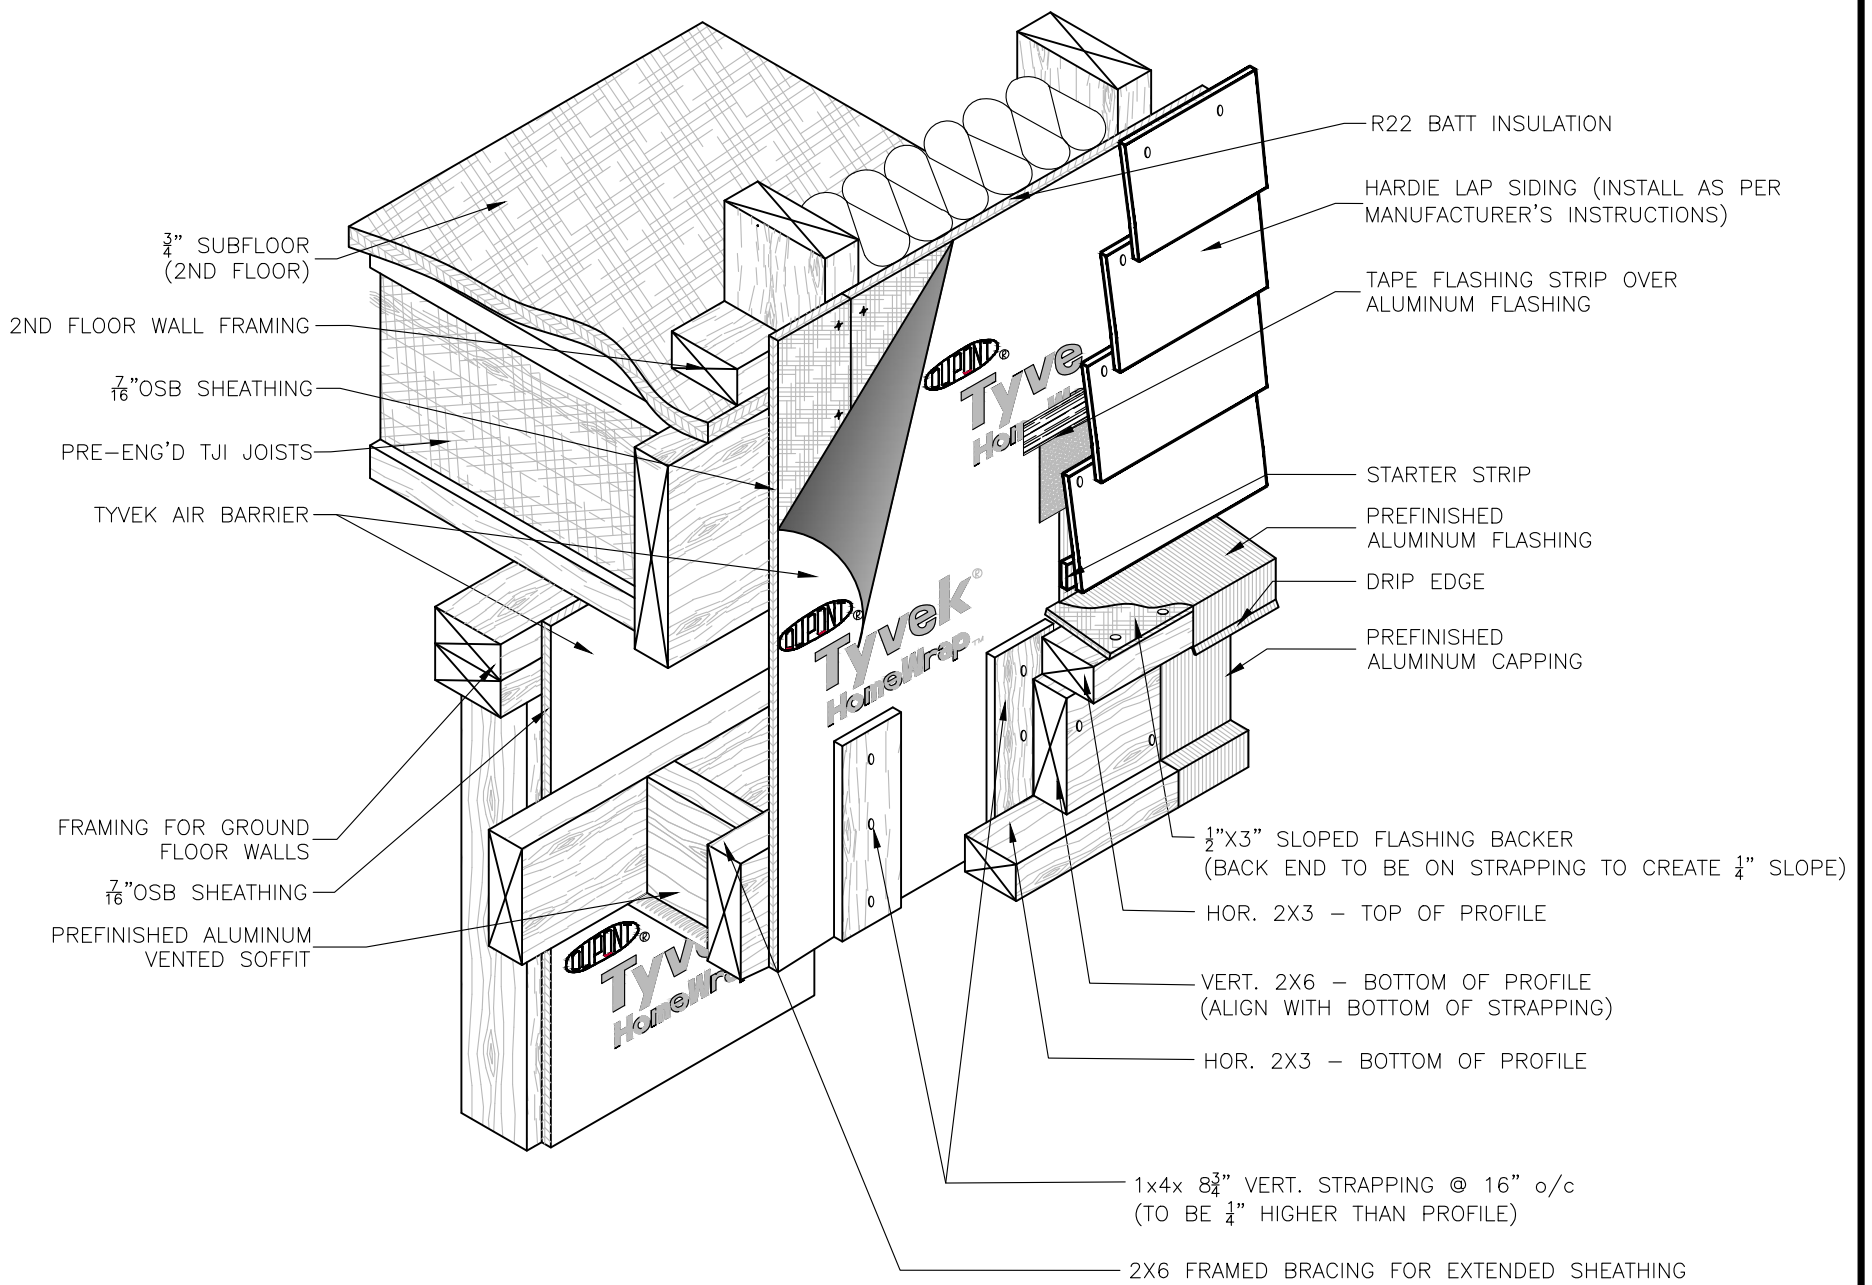 3/4" SUBFLOOR
(2ND FLOOR)
2ND FLOOR WALL FRAMING
7/16"OSB SHEATHING
PRE-ENG'D TJI JOISTS
TYVEK AIR BARRIER
FRAMING FOR GROUND
FLOOR WALLS
7/16"OSB SHEATHING
PREFINISHED ALUMINUM
VENTED SOFFIT
DUPONT®
Tyve
Hom W
DUPONT®
Tyvek®
HomeWrap™
DUPONT®
Tyve
HomeWra
R22 BATT INSULATION
HARDIE LAP SIDING (INSTALL AS PER
MANUFACTURER'S INSTRUCTIONS)
TAPE FLASHING STRIP OVER
ALUMINUM FLASHING
STARTER STRIP
PREFINISHED
ALUMINUM FLASHING
DRIP EDGE
PREFINISHED
ALUMINUM CAPPING
1/2"X3" SLOPED FLASHING BACKER
(BACK END TO BE ON STRAPPING TO CREATE 1/4" SLOPE)
HOR. 2X3 – TOP OF PROFILE
VERT. 2X6 – BOTTOM OF PROFILE
(ALIGN WITH BOTTOM OF STRAPPING)
HOR. 2X3 – BOTTOM OF PROFILE
1x4x 8 3/4" VERT. STRAPPING @ 16" o/c
(TO BE 1/4" HIGHER THAN PROFILE)
2X6 FRAMED BRACING FOR EXTENDED SHEATHING